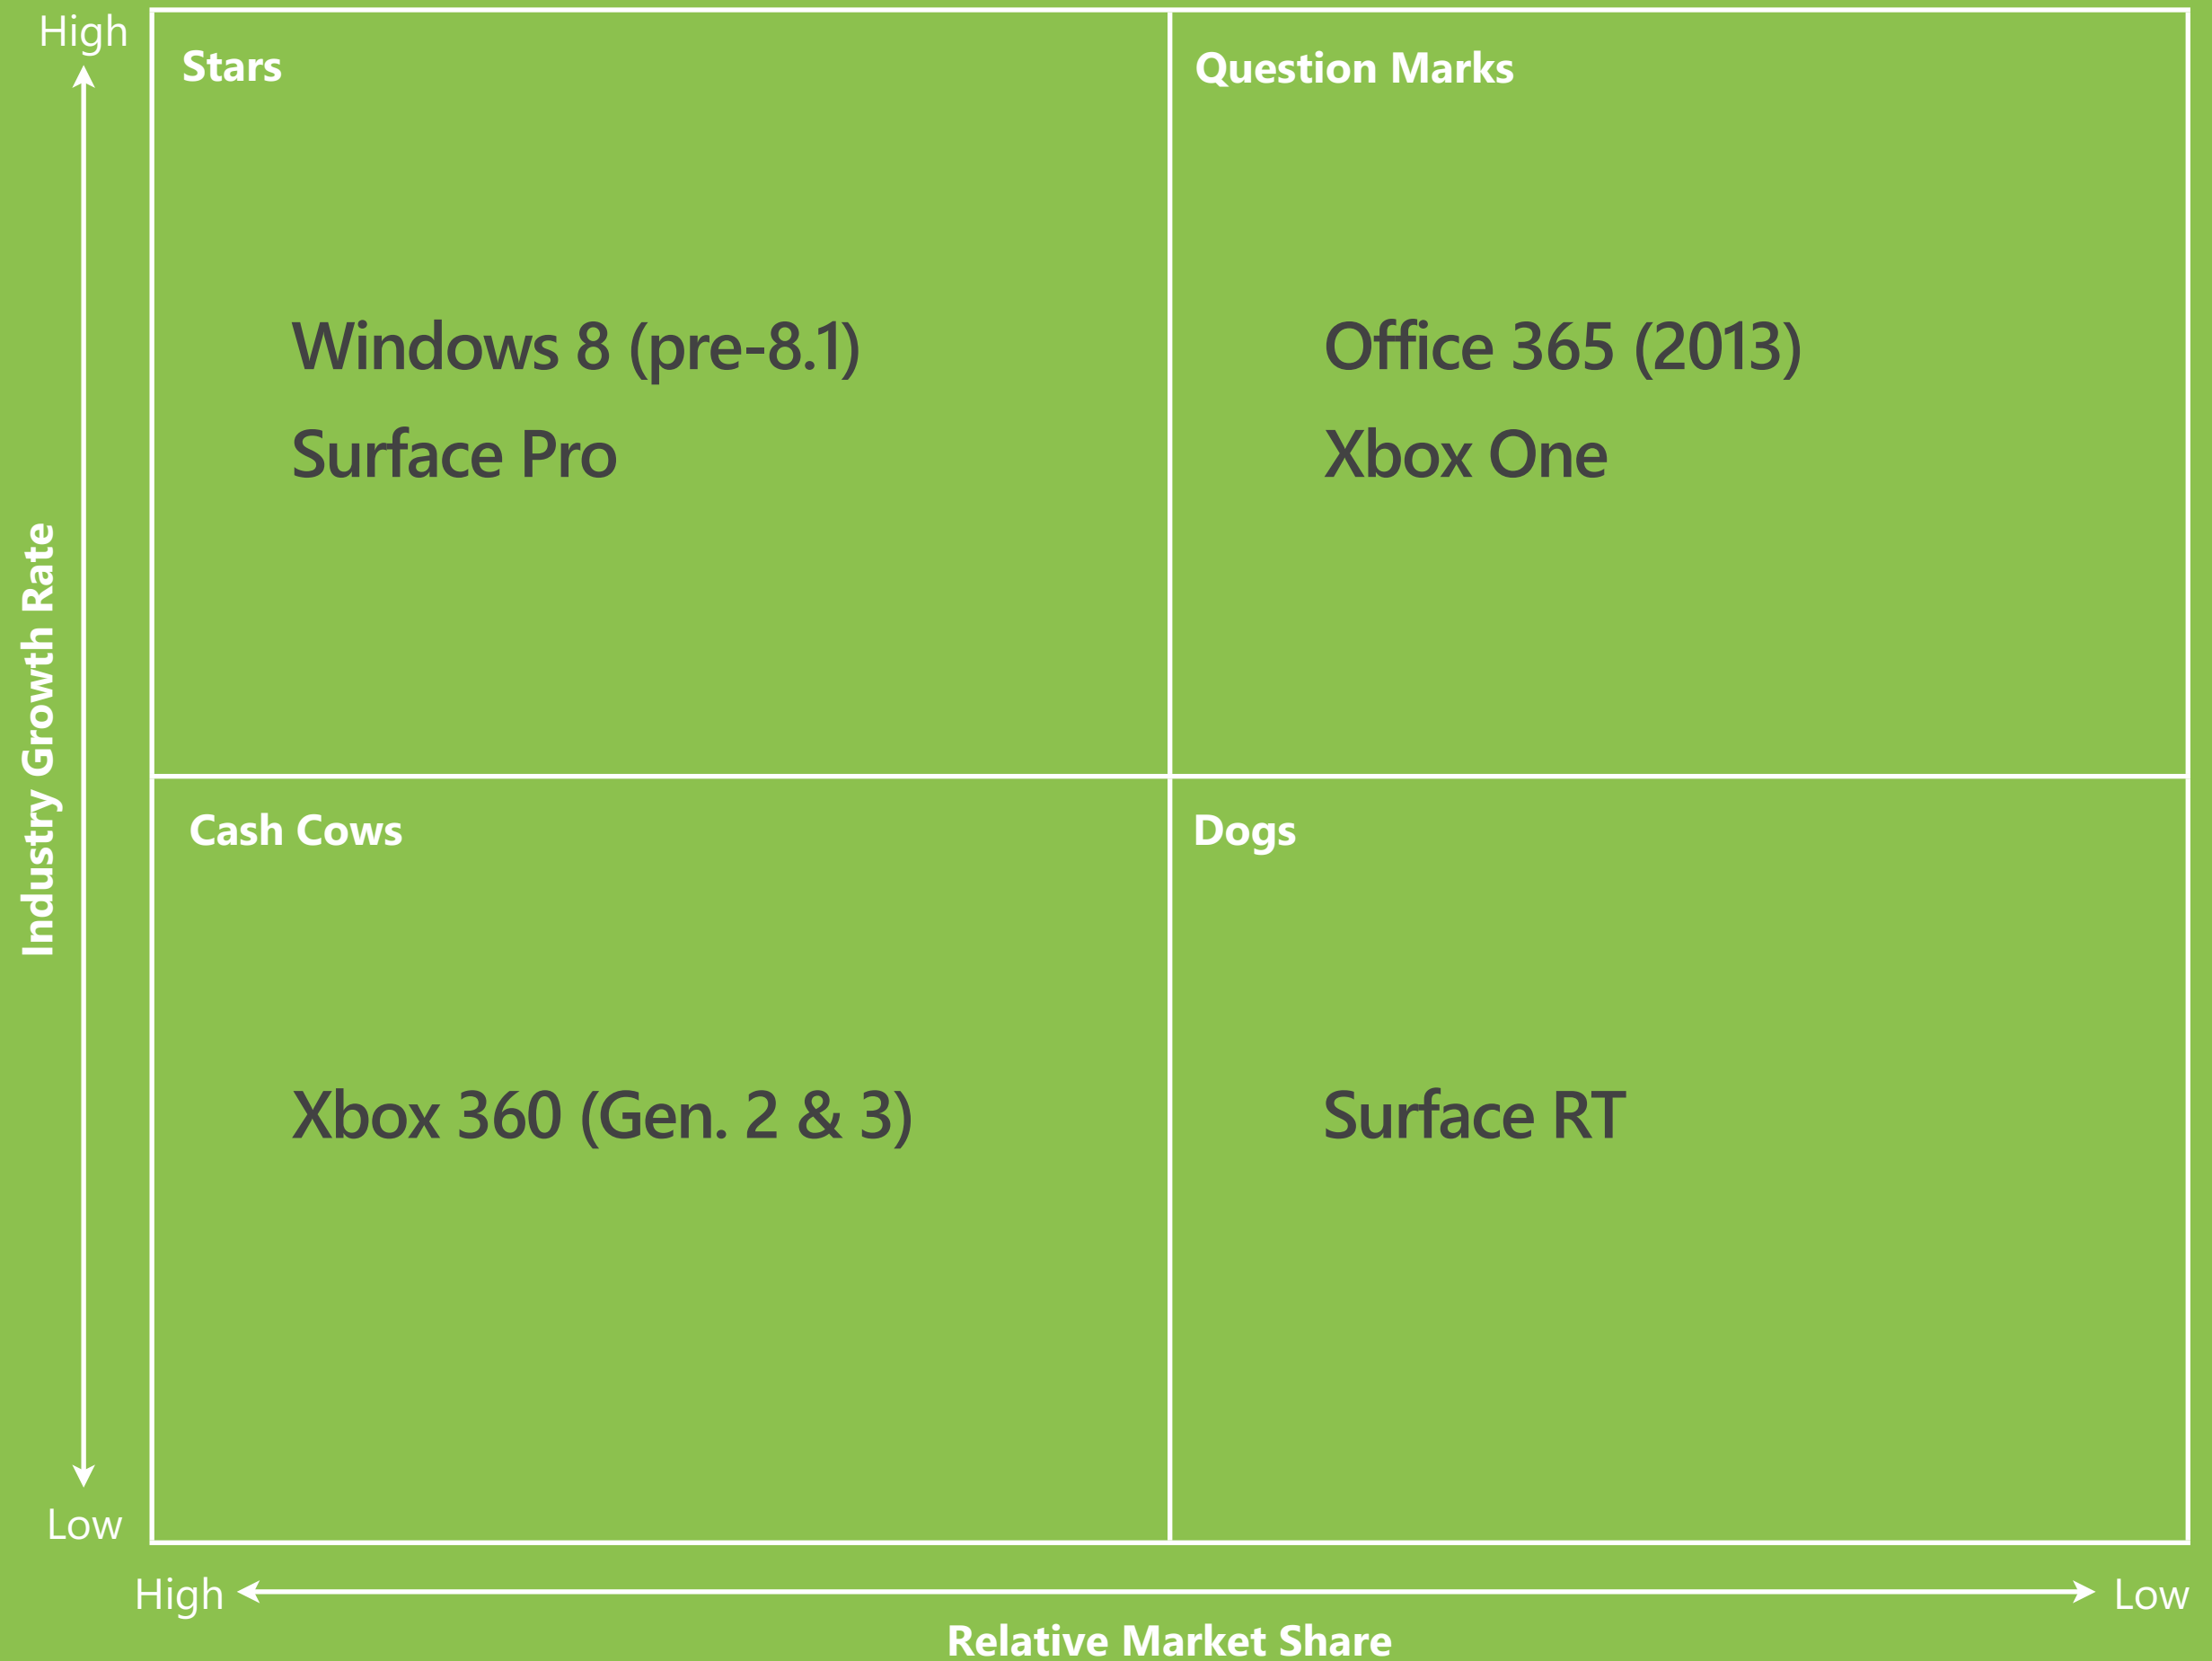 High
Stars
Question Marks
Windows 8 (pre-8.1)
Surface Pro
Office 365 (2013)
Xbox One
Industry Growth Rate
Cash Cows
Dogs
Xbox 360 (Gen. 2 & 3)
Surface RT
Low
High
Low
Relative Market Share